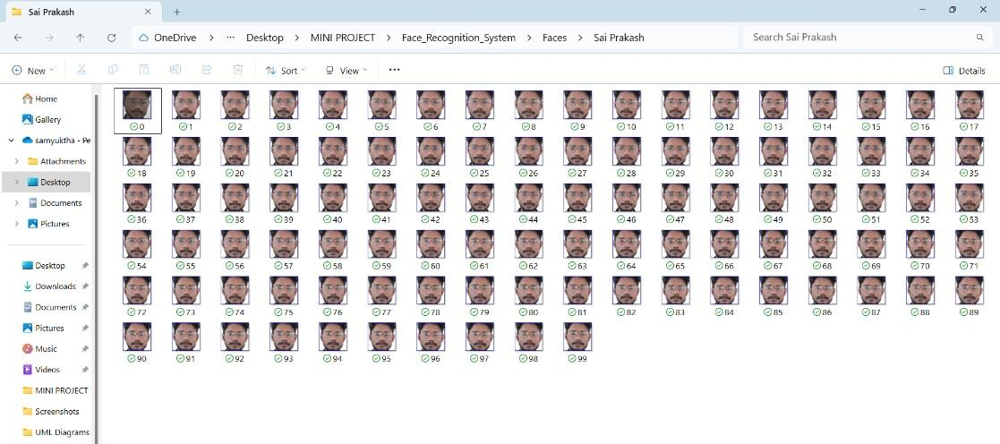 Sai Prakash
OneDrive > ... Desktop > MINI PROJECT > Face_Recognition_System > Faces > Sai Prakash
Search Sai Prakash
New Sort View ... Details
Home
Gallery
samyuktha - Pe
Attachments
Desktop
Documents
Pictures
Desktop
Downloads
Documents
Pictures
Music
Videos
MINI PROJECT
Screenshots
UML Diagrams
0 1 2 3 4 5 6 7 8 9 10 11 12 13 14 15 16 17
18 19 20 21 22 23 24 25 26 27 28 29 30 31 32 33 34 35
36 37 38 39 40 41 42 43 44 45 46 47 48 49 50 51 52 53
54 55 56 57 58 59 60 61 62 63 64 65 66 67 68 69 70 71
72 73 74 75 76 77 78 79 80 81 82 83 84 85 86 87 88 89
90 91 92 93 94 95 96 97 98 99